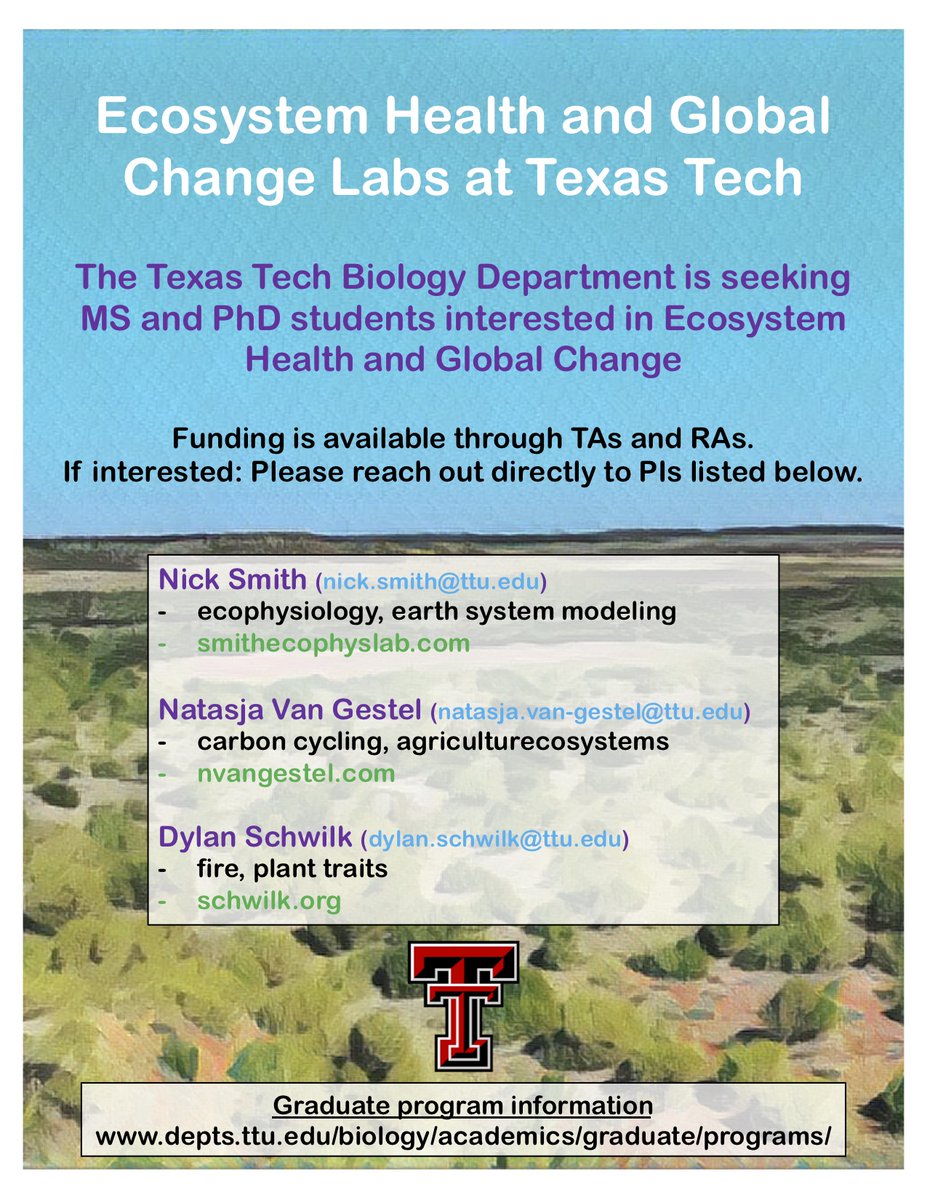 Ecosystem Health and Global
Change Labs at Texas Tech
The Texas Tech Biology Department is seeking
MS and PhD students interested in Ecosystem
Health and Global Change
Funding is available through TAs and RAs.
If interested: Please reach out directly to PIs listed below.
Nick Smith (nick.smith@ttu.edu)
- ecophysiology, earth system modeling
- smithecophyslab.com
Natasja Van Gestel (natasja.van-gestel@ttu.edu)
- carbon cycling, agriculturecosystems
- nvangestel.com
Dylan Schwilk (dylan.schwilk@ttu.edu)
- fire, plant traits
- schwilk.org
Graduate program information
www.depts.ttu.edu/biology/academics/graduate/programs/